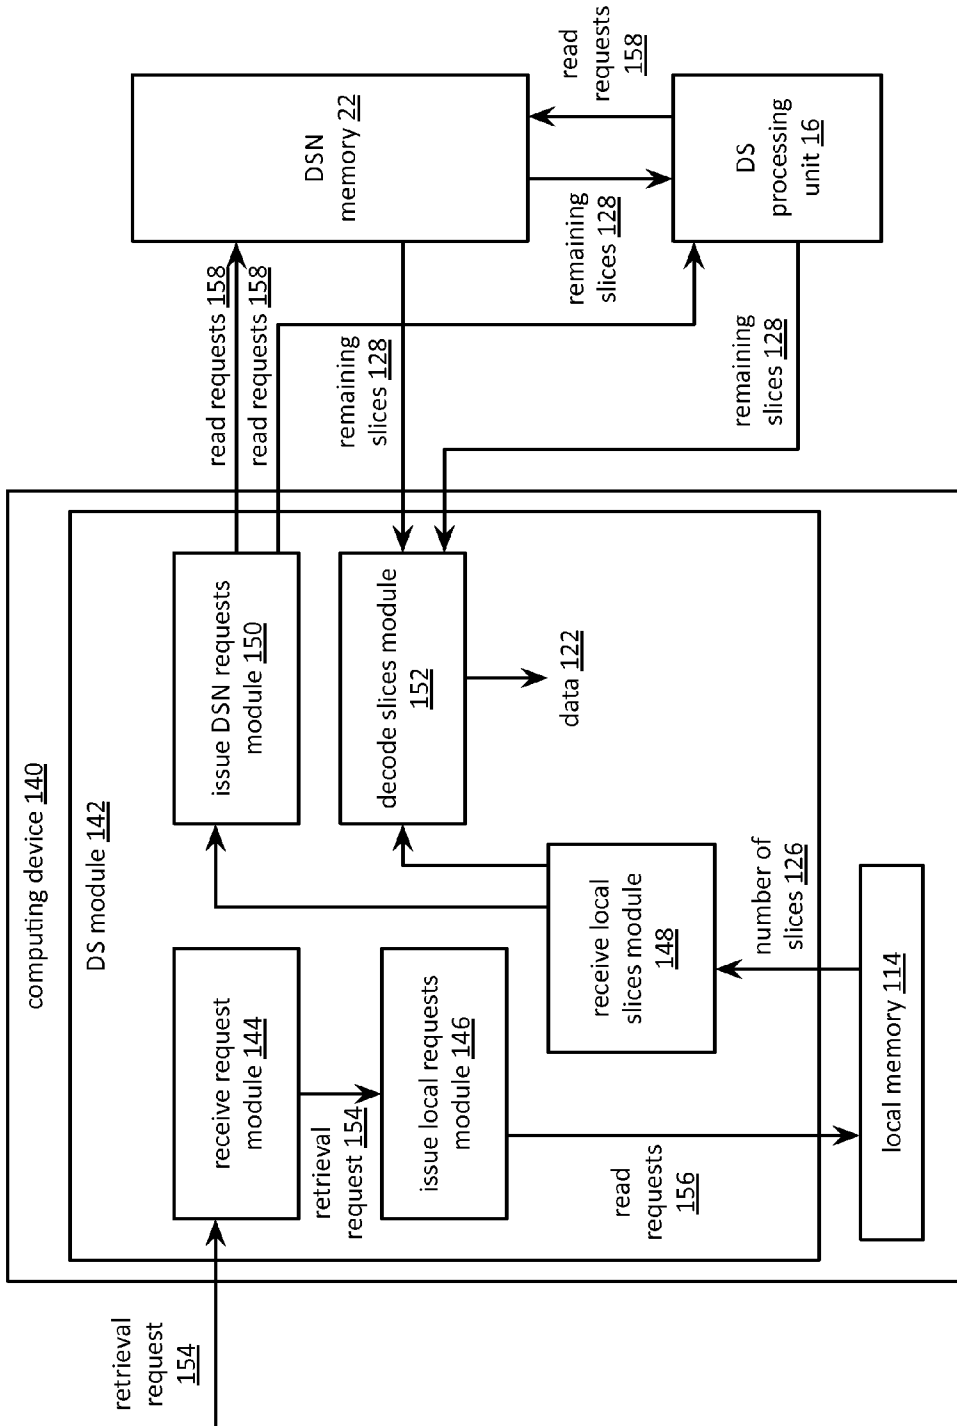 computing device 140
DS module 142
retrieval
request
154
receive request
module 144
retrieval
request 154
issue local requests
module 146
read
requests
156
local memory 114
number of
slices 126
receive local
slices module
148
issue DSN requests
module 150
decode slices module
152
data 122
read requests 158
read requests 158
remaining
slices 128
DSN
memory 22
remaining
slices 128
read
requests
158
DS
processing
unit 16
remaining
slices 128